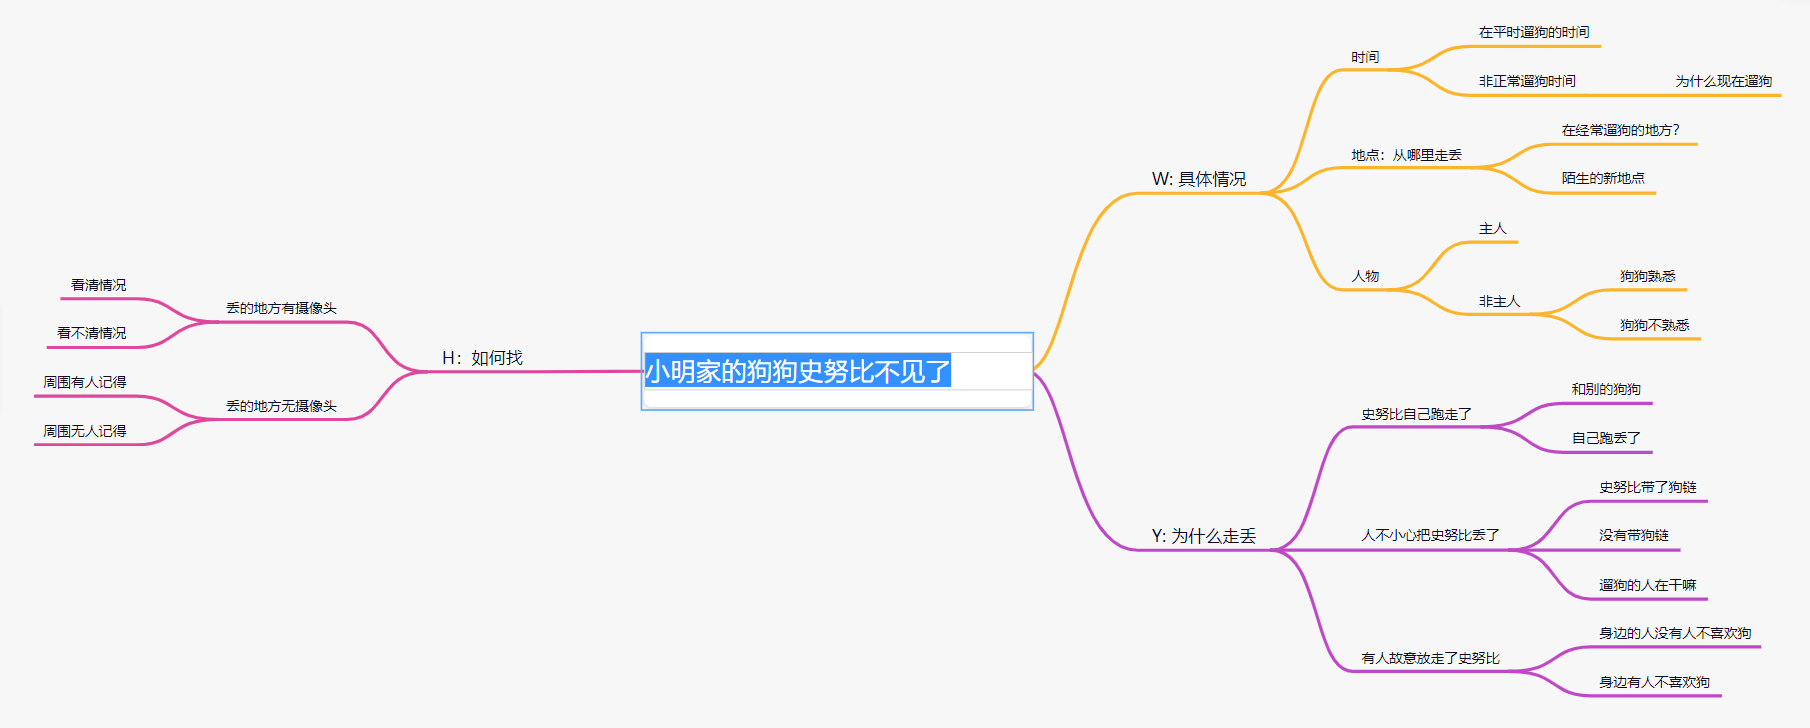 小明家的狗狗史努比不见了
W: 具体情况
时间
在平时遛狗的时间
非正常遛狗时间
为什么现在遛狗
地点：从哪里走丢
在经常遛狗的地方？
陌生的新地点
人物
主人
非主人
狗狗熟悉
狗狗不熟悉
Y: 为什么走丢
史努比自己跑走了
和别的狗狗
自己跑丢了
人不小心把史努比丢了
史努比带了狗链
没有带狗链
遛狗的人在干嘛
有人故意放走了史努比
身边的人没有人不喜欢狗
身边有人不喜欢狗
H：如何找
丢的地方有摄像头
看清情况
看不清情况
丢的地方无摄像头
周围有人记得
周围无人记得